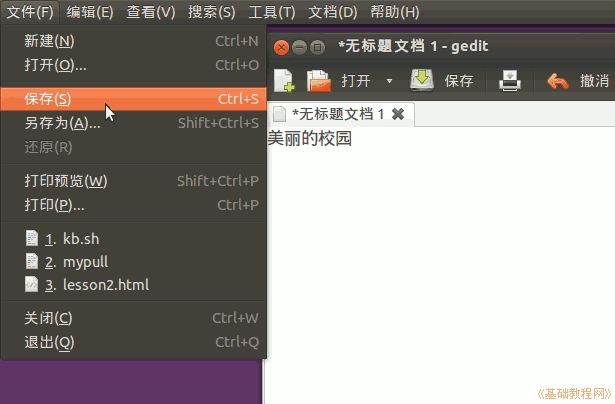 文件(F) 编辑(E) 查看(V) 搜索(S) 工具(T) 文档(D) 帮助(H)
新建(N) Ctrl+N
打开(O)... Ctrl+O
保存(S) Ctrl+S
另存为(A)... Shift+Ctrl+S
还原(R)
打印预览(W) Shift+Ctrl+P
打印(P)... Ctrl+P
1. kb.sh
2. mypull
3. lesson2.html
关闭(C) Ctrl+W
退出(Q) Ctrl+Q
*无标题文档 1 - gedit
打开 保存 撤消
*无标题文档 1
美丽的校园
《基础教程网》